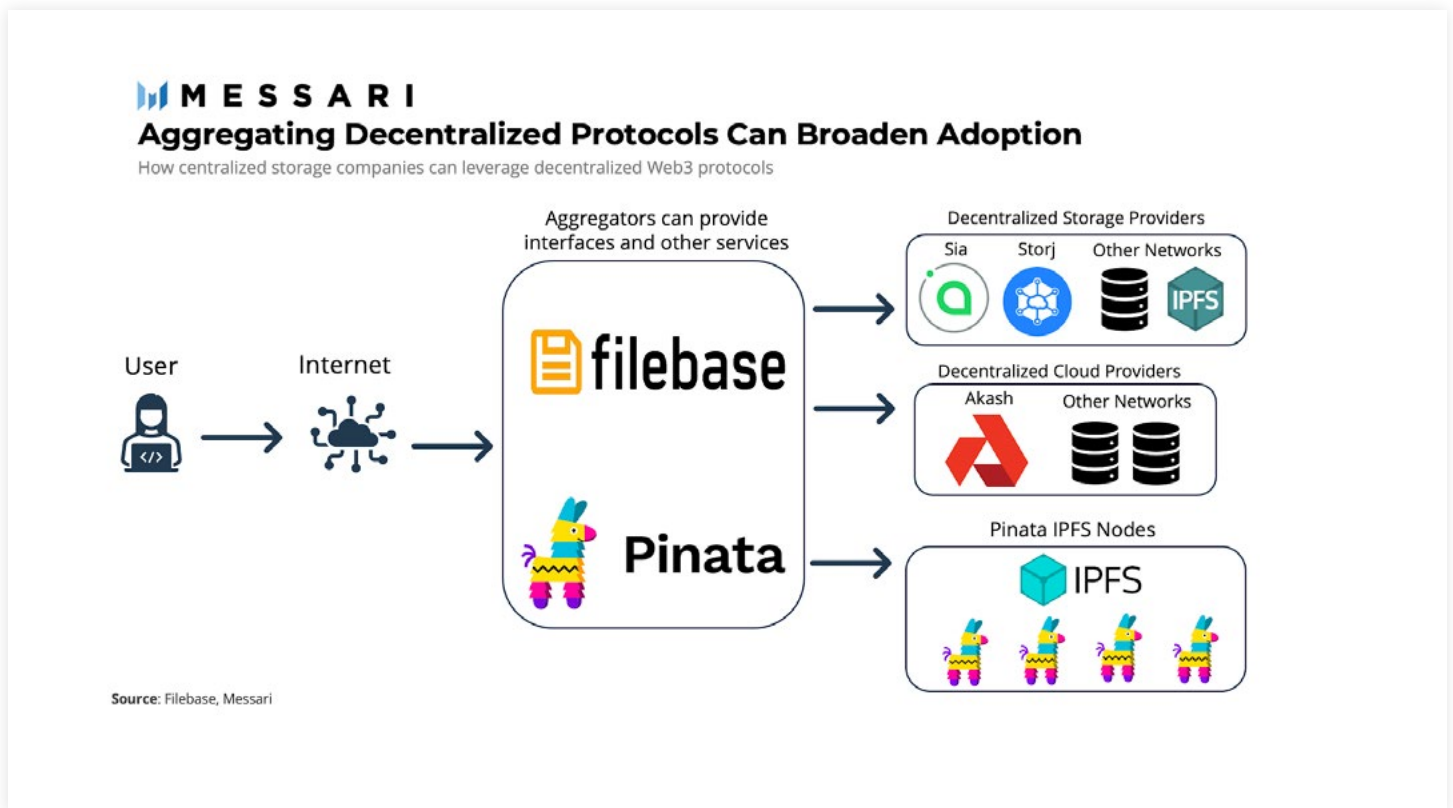 MESSARI
Aggregating Decentralized Protocols Can Broaden Adoption
How centralized storage companies can leverage decentralized Web3 protocols
User
</>
Internet
Aggregators can provide
interfaces and other services
filebase
Pinata
Decentralized Storage Providers
Sia
Storj
Other Networks
IPFS
Decentralized Cloud Providers
Akash
Other Networks
Pinata IPFS Nodes
IPFS
Source: Filebase, Messari